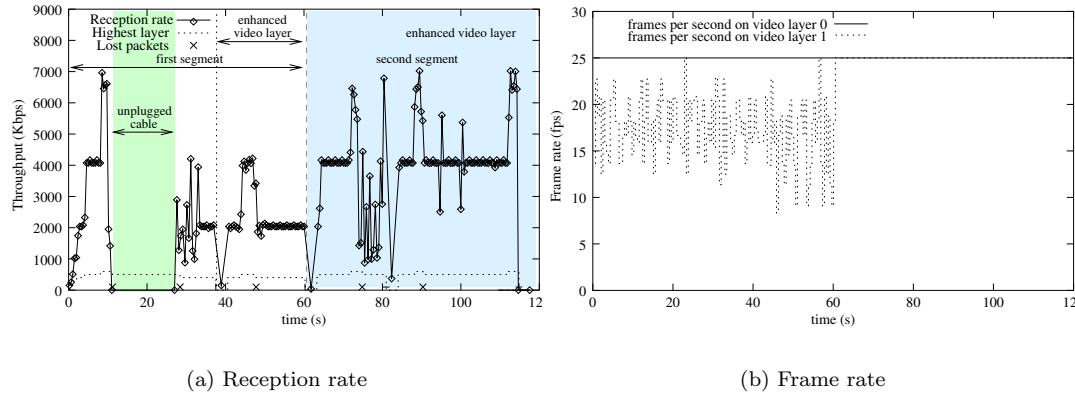 9000
8000
7000
6000
5000
4000
3000
2000
1000
0
Throughput (Kbps)
Reception rate
Highest layer
Lost packets
enhanced
video layer
enhanced video layer
first segment
second segment
unplugged
cable
0 20 40 60 80 100 12
time (s)
(a) Reception rate
30
25
20
15
10
5
0
Frame rate (fps)
frames per second on video layer 0
frames per second on video layer 1
0 20 40 60 80 100 120
time (s)
(b) Frame rate